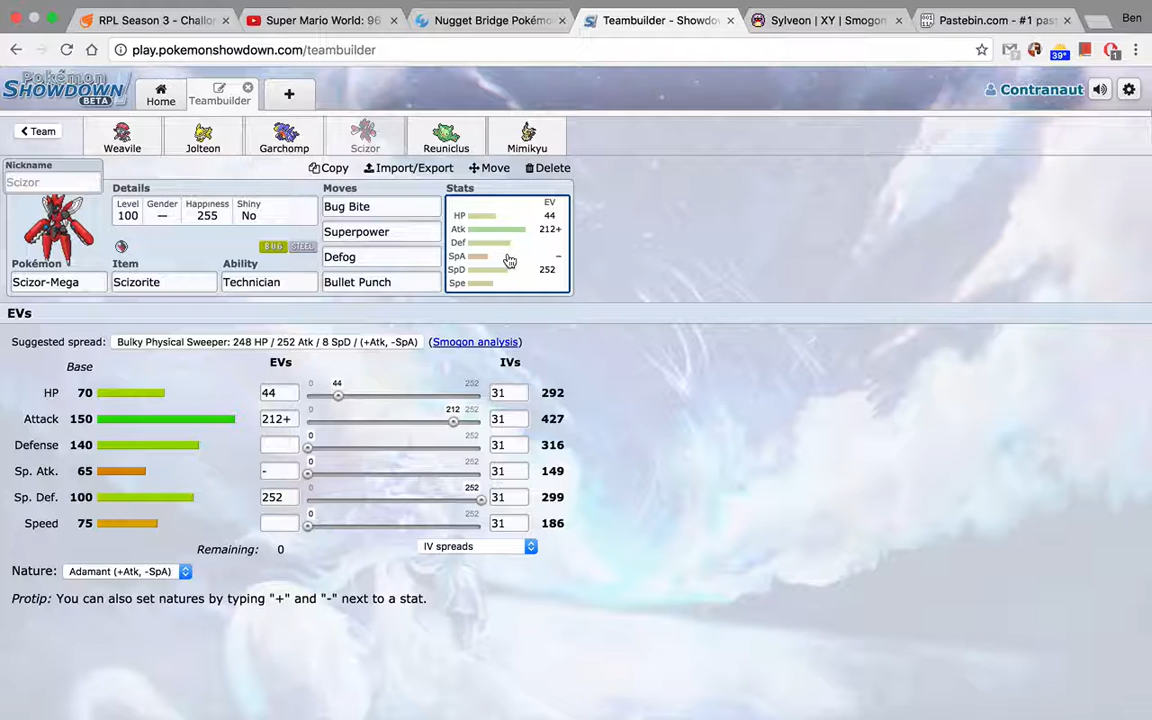 RPL Season 3 - Challor
Super Mario World: 96
Nugget Bridge Pokémo
Teambuilder - Showdow
Sylveon | XY | Smogon
Pastebin.com - #1 pas
Ben
play.pokemonshowdown.com/teambuilder
39°
1
Pokémon
SHOWDOWN
BETA
Home
Teambuilder
+
Contranaut
Team
Weavile
Jolteon
Garchomp
Scizor
Reuniclus
Mimikyu
Copy
Import/Export
Move
Delete
Nickname
Scizor
Details
Moves
Stats
Level
Gender
Happiness
Shiny
100
—
255
No
BUG STEEL
Pokémon
Item
Ability
Scizor-Mega
Scizorite
Technician
Bug Bite
Superpower
Defog
Bullet Punch
EV
HP 44
Atk 212+
Def
SpA –
SpD 252
Spe
EVs
Suggested spread: Bulky Physical Sweeper: 248 HP / 252 Atk / 8 SpD / (+Atk, -SpA) (Smogon analysis)
Base EVs IVs
HP 70 44 0 44 252 31 292
Attack 150 212+ 0 212 252 31 427
Defense 140 0 252 31 316
Sp. Atk. 65 - 0 252 31 149
Sp. Def. 100 252 0 252 31 299
Speed 75 0 252 31 186
Remaining: 0 IV spreads
Nature: Adamant (+Atk, -SpA)
Protip: You can also set natures by typing "+" and "-" next to a stat.